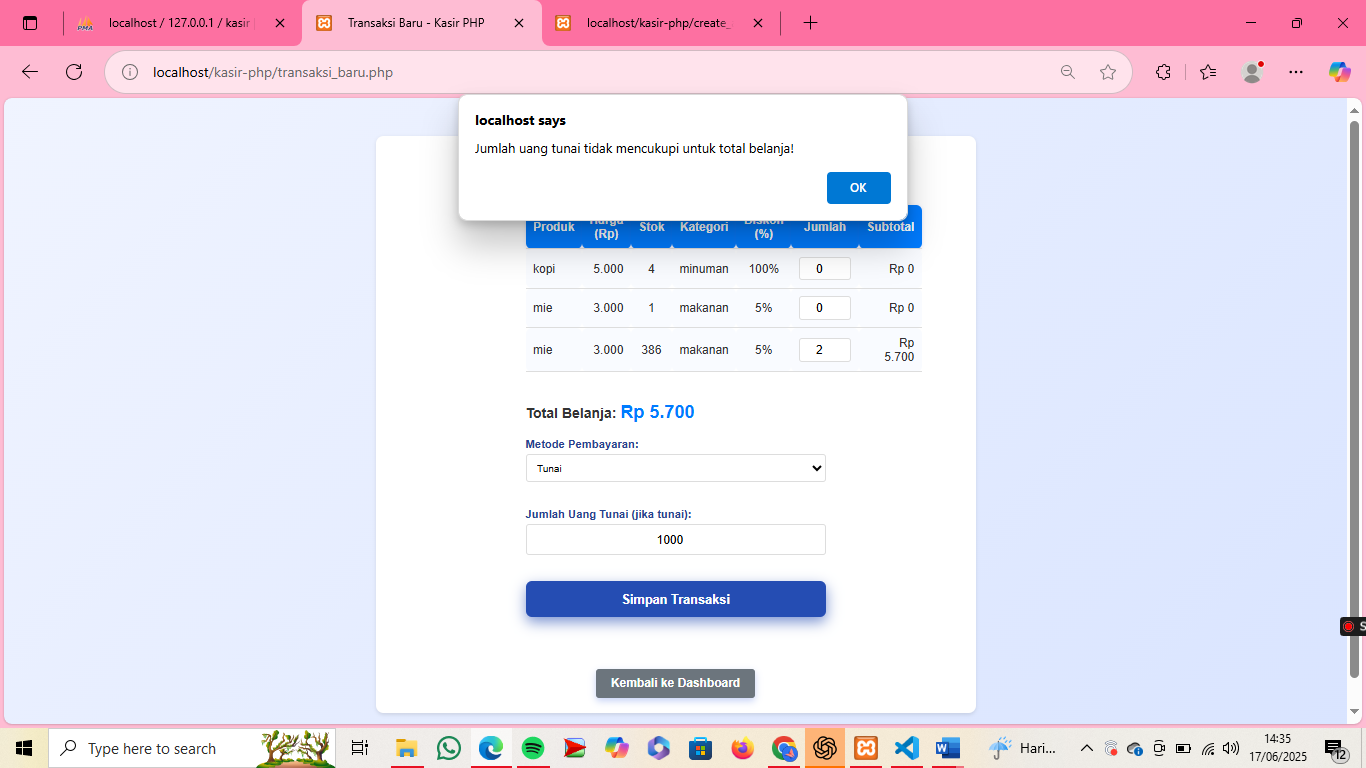 localhost / 127.0.0.1 / kasir
Transaksi Baru - Kasir PHP
localhost/kasir-php/create_
localhost/kasir-php/transaksi_baru.php
localhost says
Jumlah uang tunai tidak mencukupi untuk total belanja!
OK
Produk Harga (Rp) Stok Kategori Diskon (%) Jumlah Subtotal
kopi 5.000 4 minuman 100% 0 Rp 0
mie 3.000 1 makanan 5% 0 Rp 0
mie 3.000 386 makanan 5% 2 Rp 5.700
Total Belanja: Rp 5.700
Metode Pembayaran:
Tunai
Jumlah Uang Tunai (jika tunai):
1000
Simpan Transaksi
Kembali ke Dashboard
S
Type here to search
Hari...
14:35
17/06/2025
12